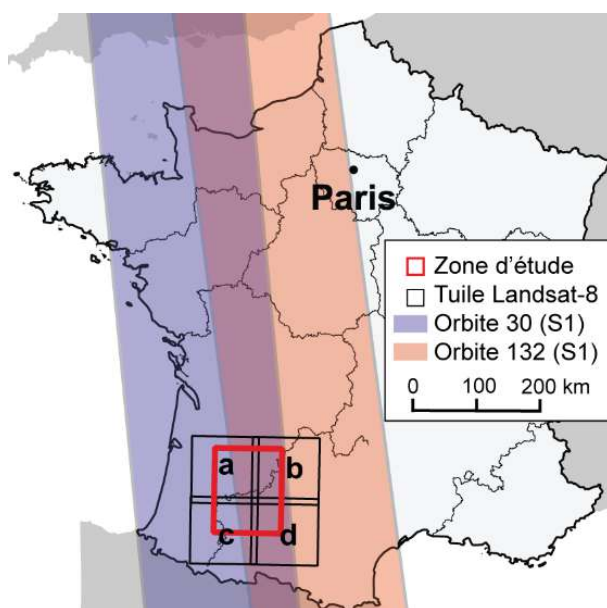 Paris
Zone d'étude
Tuile Landsat-8
Orbite 30 (S1)
Orbite 132 (S1)
0 100 200 km
a b
c d